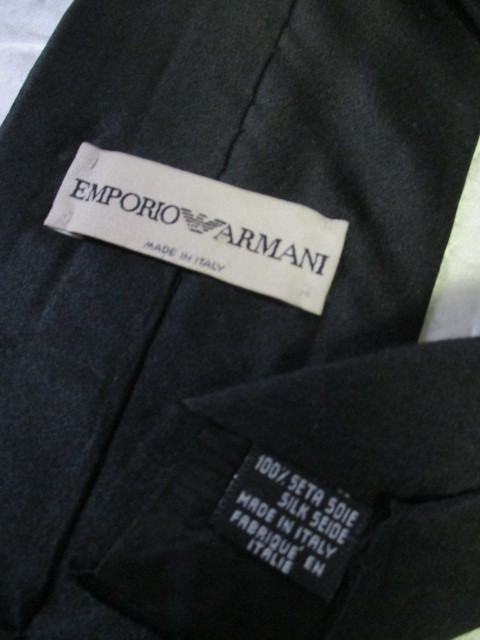 EMPORIO ARMANI
MADE IN ITALY
100% SETA SOIE
SILK SEIDE
MADE IN ITALY
FABRIQUE' EN
ITALIE